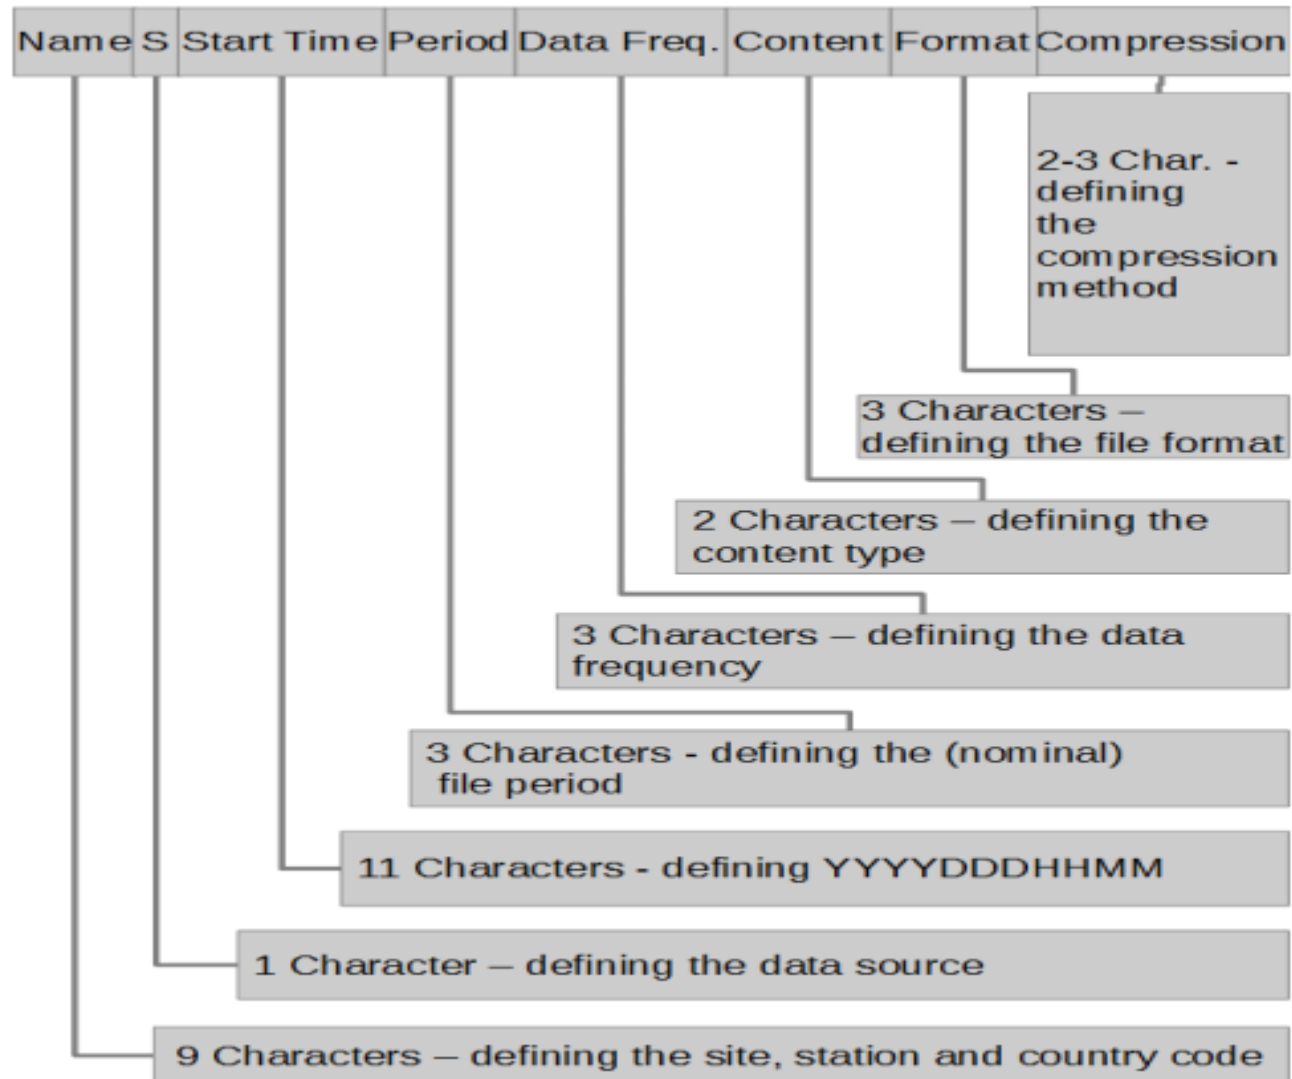 Name S Start Time Period Data Freq. Content Format Compression
2-3 Char. -
defining
the
compression
method
3 Characters –
defining the file format
2 Characters – defining the
content type
3 Characters – defining the data
frequency
3 Characters - defining the (nominal)
file period
11 Characters - defining YYYYDDDHHMM
1 Character – defining the data source
9 Characters – defining the site, station and country code